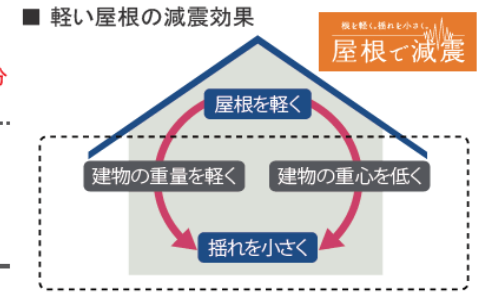 ■ 軽い屋根の減震効果
根を軽く、揺れを小さく。
屋根で減震
分
屋根を軽く
建物の重量を軽く
建物の重心を低く
揺れを小さく